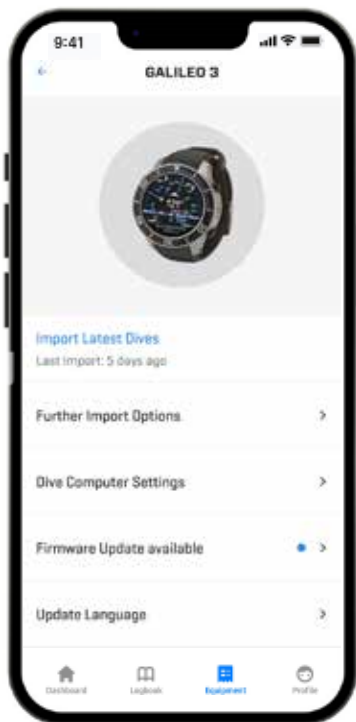 9:41
GALILEO 3
Import Latest Dives
Last import: 5 days ago
Further Import Options
Dive Computer Settings
Firmware Update available
Update Language
Dashboard Logbook Equipment Profile